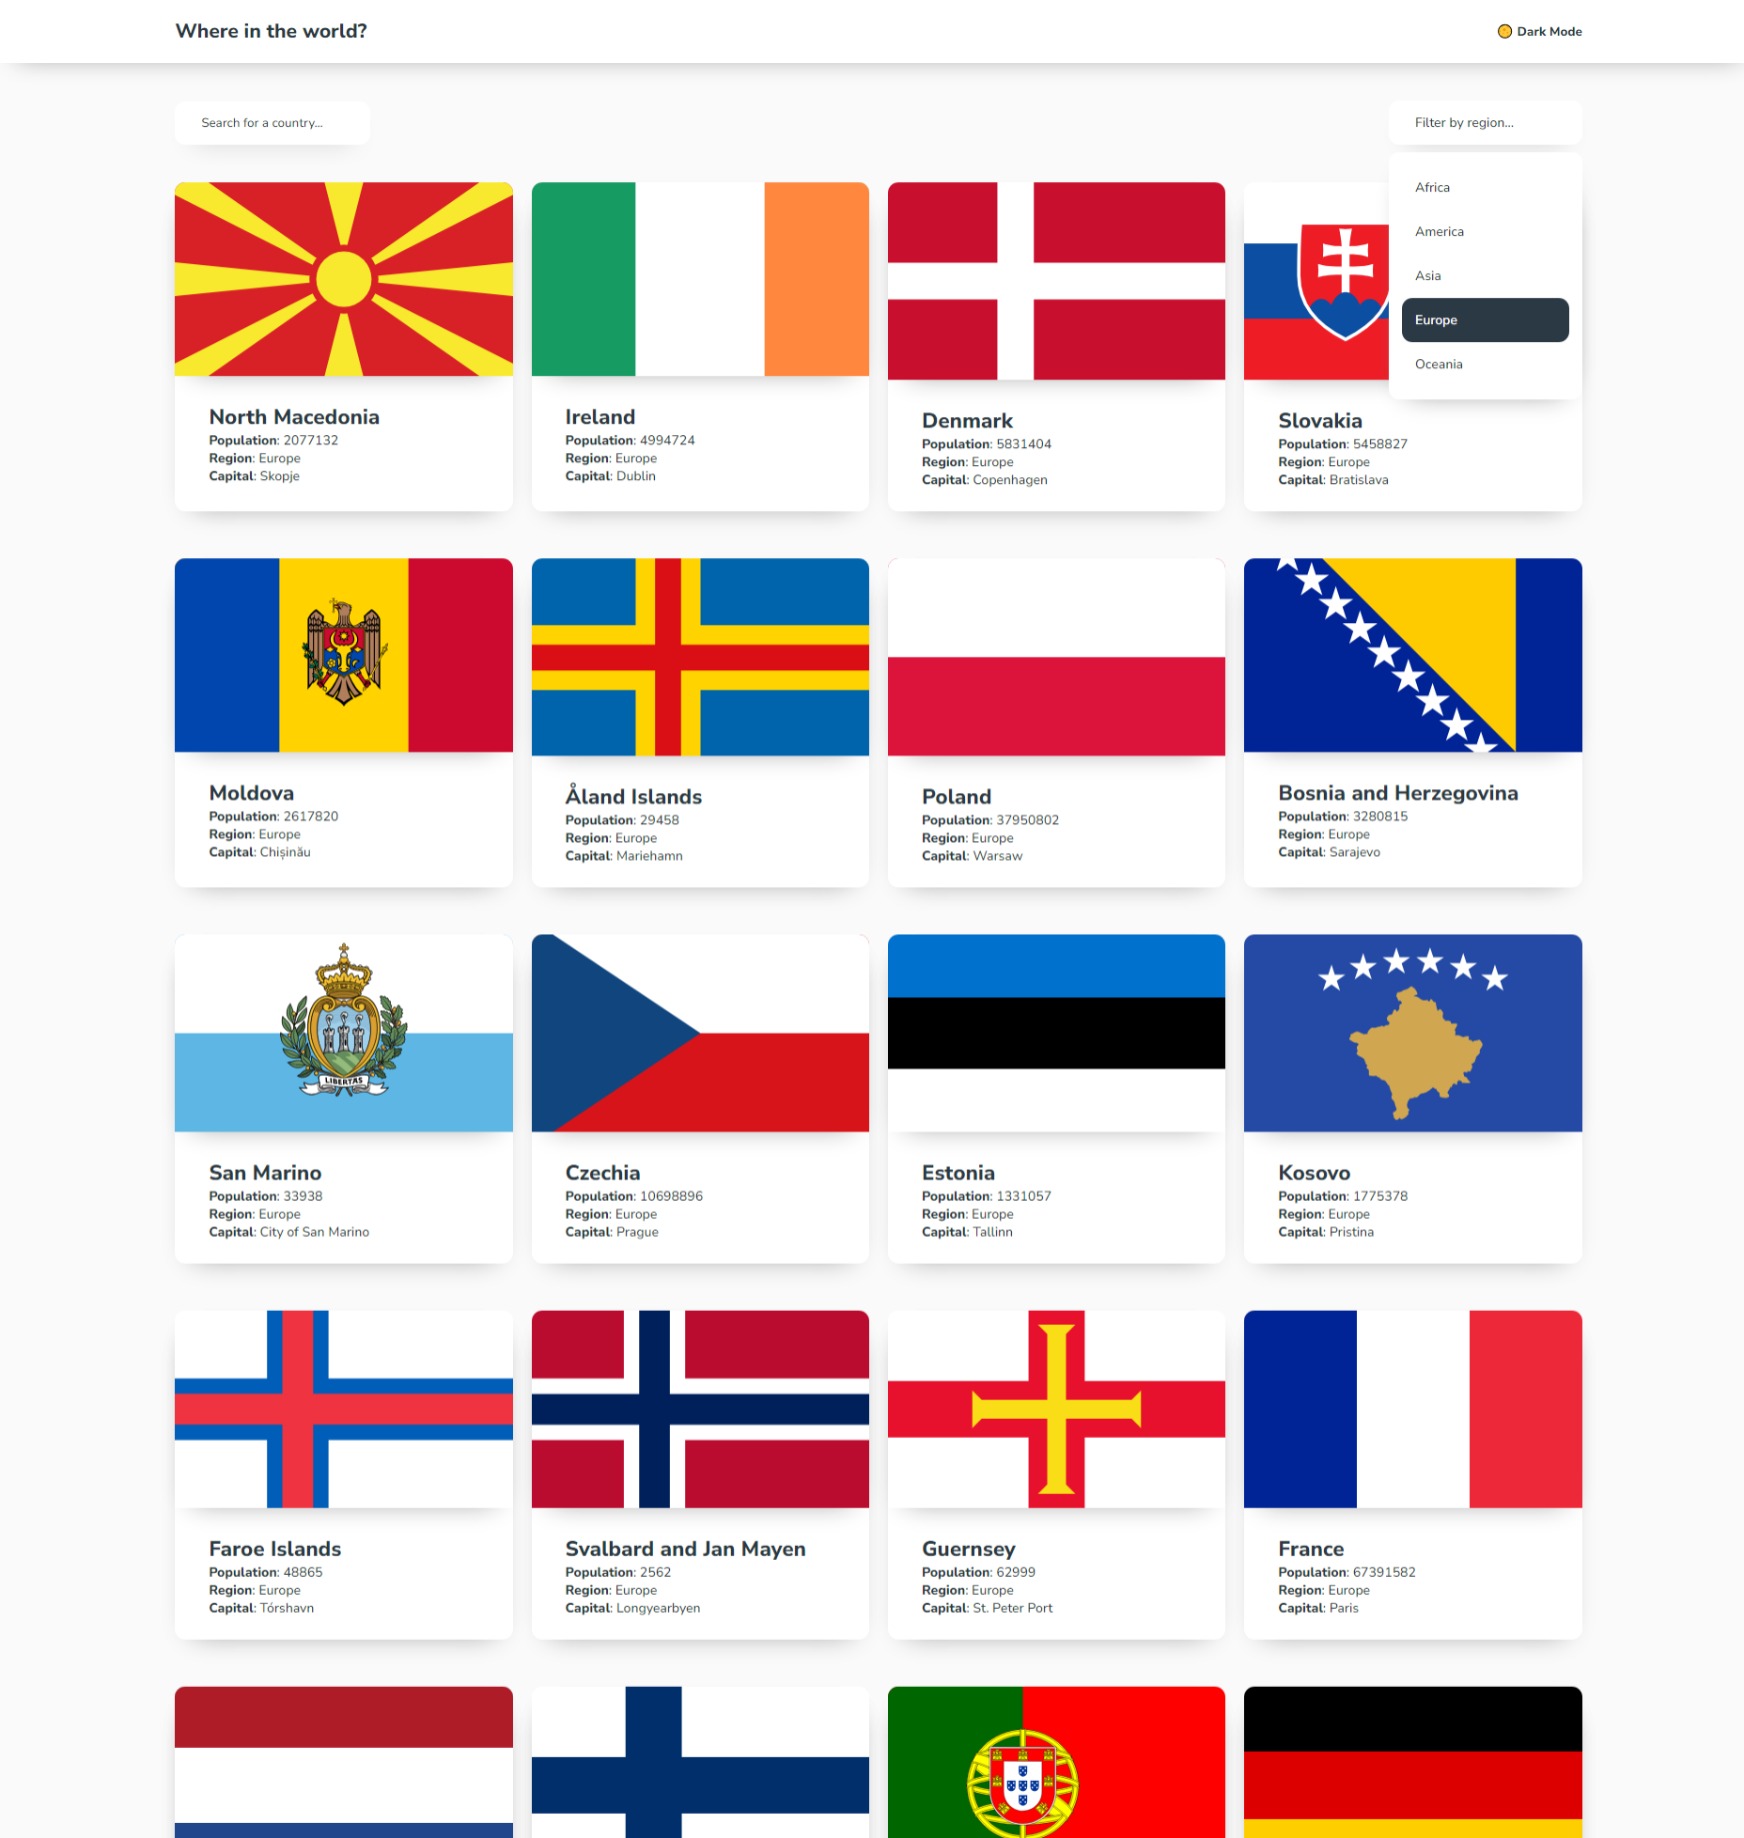 Where in the world?
Dark Mode
Search for a country...
Filter by region...
Africa
America
Asia
Europe
Oceania
North Macedonia
Population: 2077132
Region: Europe
Capital: Skopje
Ireland
Population: 4994724
Region: Europe
Capital: Dublin
Denmark
Population: 5831404
Region: Europe
Capital: Copenhagen
Slovakia
Population: 5458827
Region: Europe
Capital: Bratislava
Moldova
Population: 2617820
Region: Europe
Capital: Chișinău
Åland Islands
Population: 29458
Region: Europe
Capital: Mariehamn
Poland
Population: 37950802
Region: Europe
Capital: Warsaw
Bosnia and Herzegovina
Population: 3280815
Region: Europe
Capital: Sarajevo
LIBERTAS
San Marino
Population: 33938
Region: Europe
Capital: City of San Marino
Czechia
Population: 10698896
Region: Europe
Capital: Prague
Estonia
Population: 1331057
Region: Europe
Capital: Tallinn
Kosovo
Population: 1775378
Region: Europe
Capital: Pristina
Faroe Islands
Population: 48865
Region: Europe
Capital: Tórshavn
Svalbard and Jan Mayen
Population: 2562
Region: Europe
Capital: Longyearbyen
Guernsey
Population: 62999
Region: Europe
Capital: St. Peter Port
France
Population: 67391582
Region: Europe
Capital: Paris